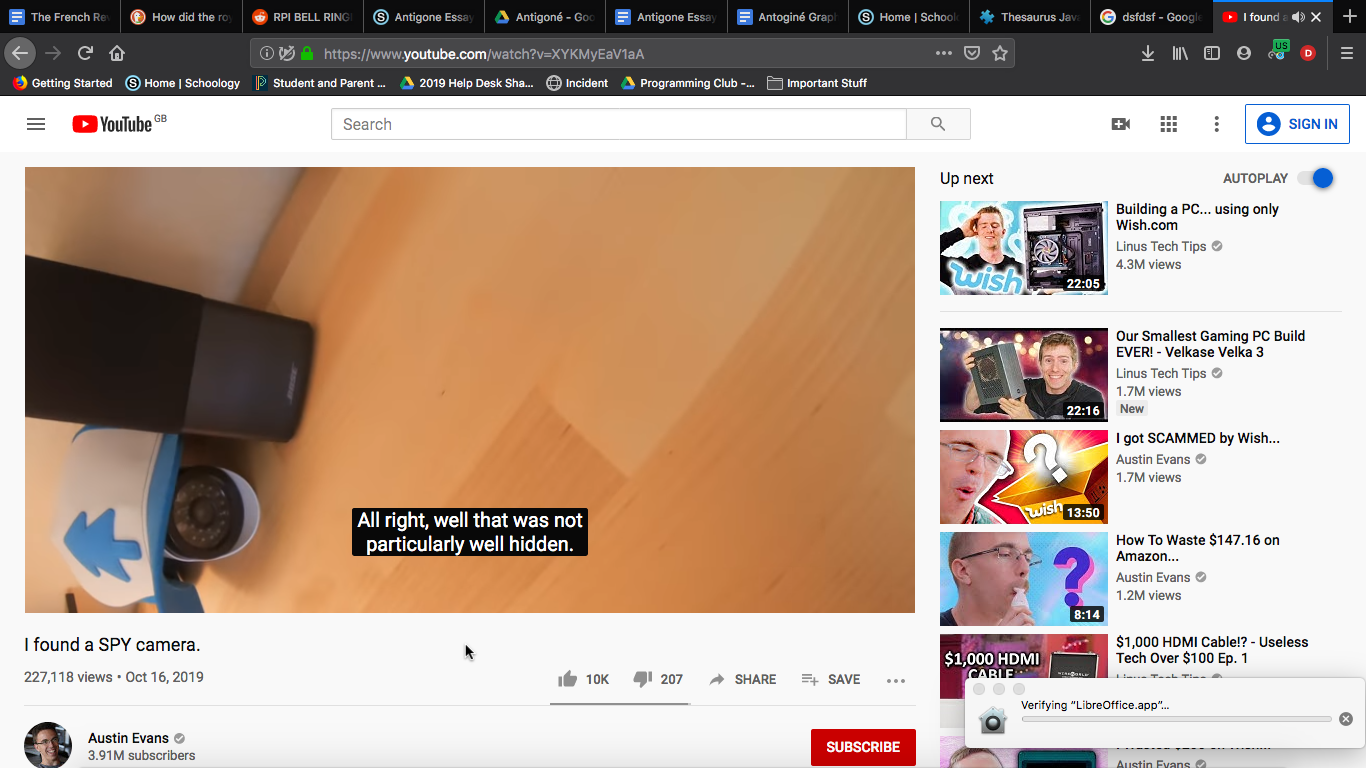 The French Rev
How did the roy
RPI BELL RING
Antigone Essay
Antigoné - Goo
Antigone Essay
Antoginé Graph
Home | Schoolo
Thesaurus Java
dsfdsf - Google
I found a
https://www.youtube.com/watch?v=XYKMyEaV1aA
US
D
Getting Started
Home | Schoology
Student and Parent ...
2019 Help Desk Sha...
Incident
Programming Club -...
Important Stuff
YouTube GB
Search
SIGN IN
All right, well that was not
particularly well hidden.
I found a SPY camera.
227,118 views • Oct 16, 2019
10K
207
SHARE
SAVE
Austin Evans
3.91M subscribers
SUBSCRIBE
Up next
AUTOPLAY
wish
22:05
Building a PC... using only
Wish.com
Linus Tech Tips
4.3M views
22:16
Our Smallest Gaming PC Build
EVER! - Velkase Velka 3
Linus Tech Tips
1.7M views
New
wish
13:50
I got SCAMMED by Wish...
Austin Evans
1.7M views
8:14
How To Waste $147.16 on
Amazon...
Austin Evans
1.2M views
$1,000 HDMI
CABLE
$1,000 HDMI Cable!? - Useless
Tech Over $100 Ep. 1
Linus Tech Tips
Verifying “LibreOffice.app”...
Austin Evans